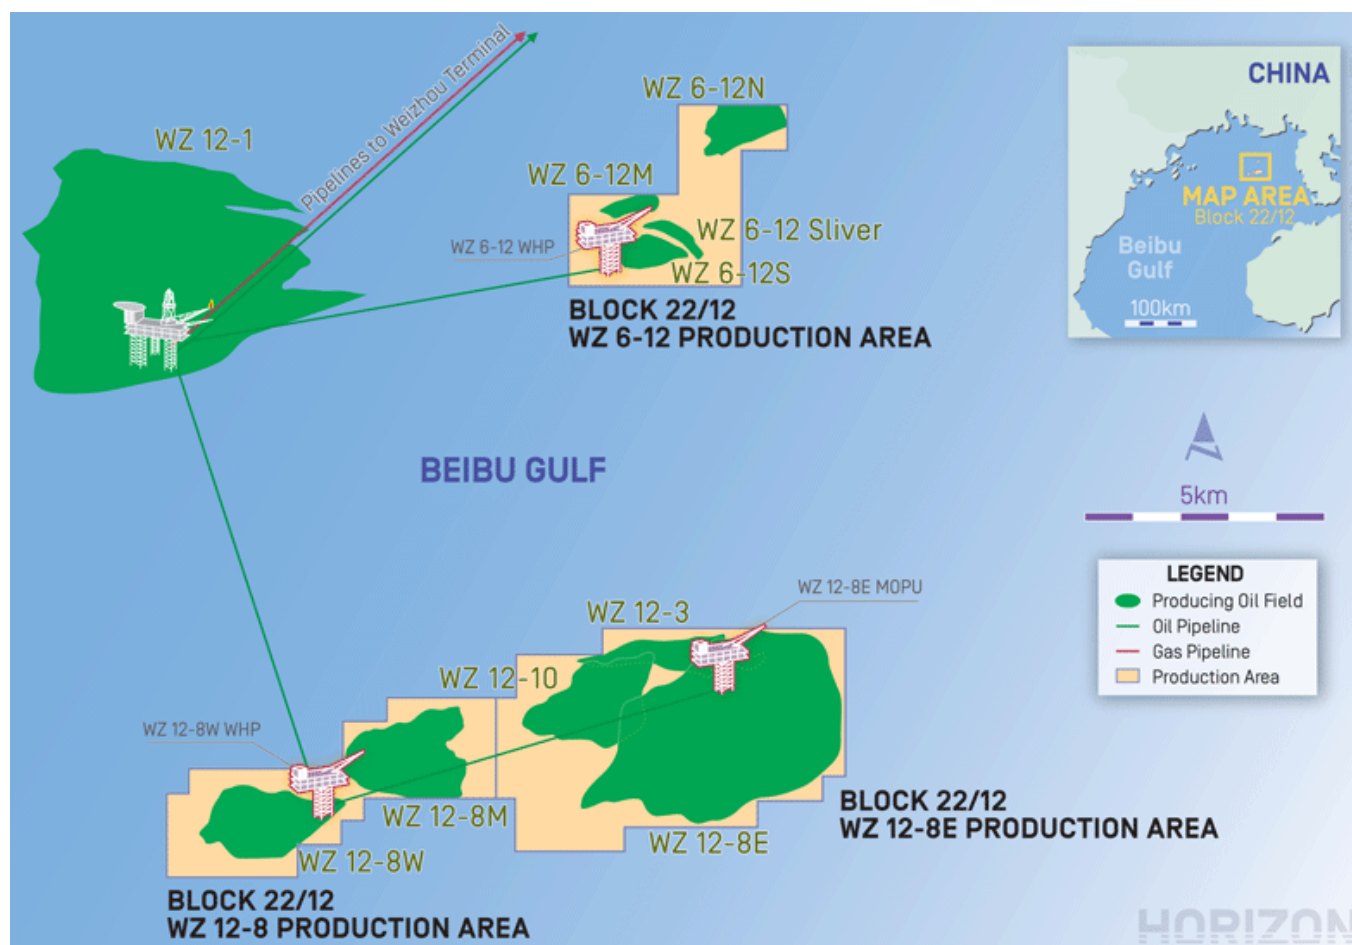 Pipelines to Weizhou Terminal
WZ 12-1
WZ 6-12N
WZ 6-12M
WZ 6-12 WHP
WZ 6-12 Sliver
WZ 6-12S
BLOCK 22/12
WZ 6-12 PRODUCTION AREA
CHINA
MAP AREA
Block 22/12
Beibu
Gulf
100km
BEIBU GULF
5km
LEGEND
Producing Oil Field
Oil Pipeline
Gas Pipeline
Production Area
WZ 12-8E MOPU
WZ 12-3
WZ 12-10
WZ 12-8W WHP
WZ 12-8M
WZ 12-8E
WZ 12-8W
BLOCK 22/12
WZ 12-8E PRODUCTION AREA
BLOCK 22/12
WZ 12-8 PRODUCTION AREA
HORIZON